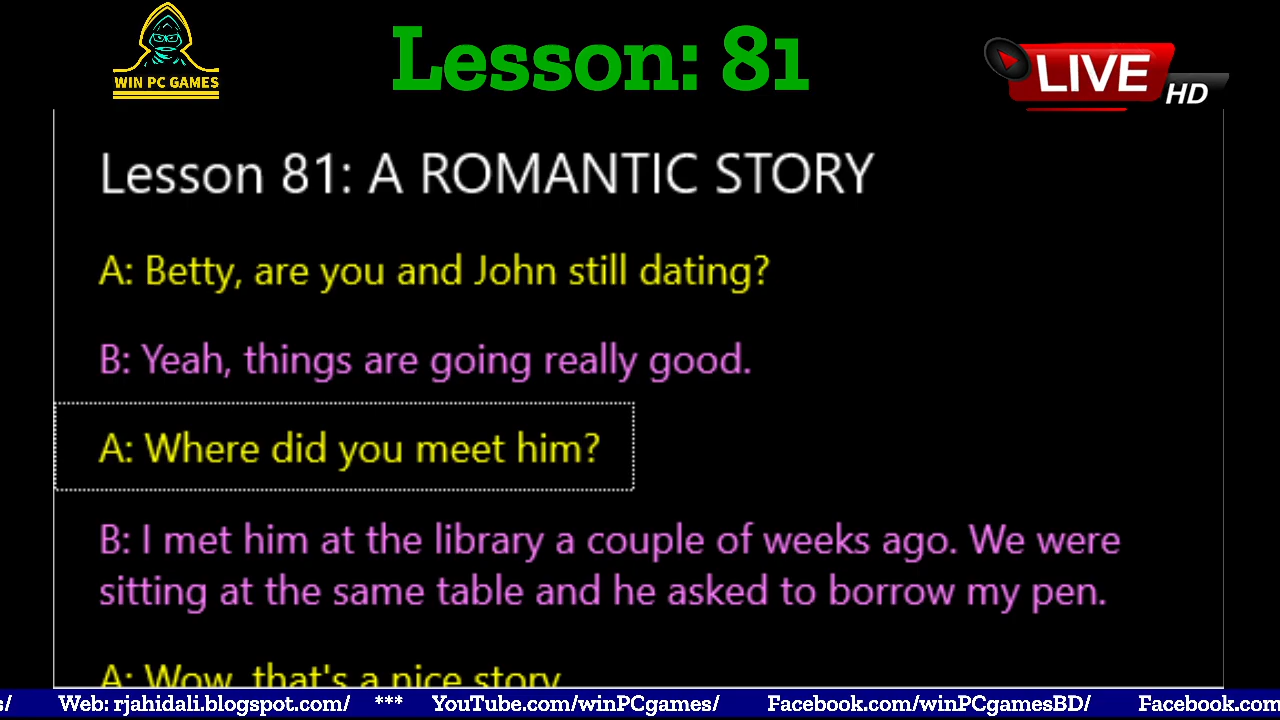 WIN PC GAMES
Lesson: 81
LIVE
HD
Lesson 81: A ROMANTIC STORY
A: Betty, are you and John still dating?
B: Yeah, things are going really good.
A: Where did you meet him?
B: I met him at the library a couple of weeks ago. We were
sitting at the same table and he asked to borrow my pen.
A: Wow, that's a nice story.
s/ Web: rjahidali.blogspot.com/ *** YouTube.com/winPCgames/ Facebook.com/winPCgamesBD/ Facebook.com